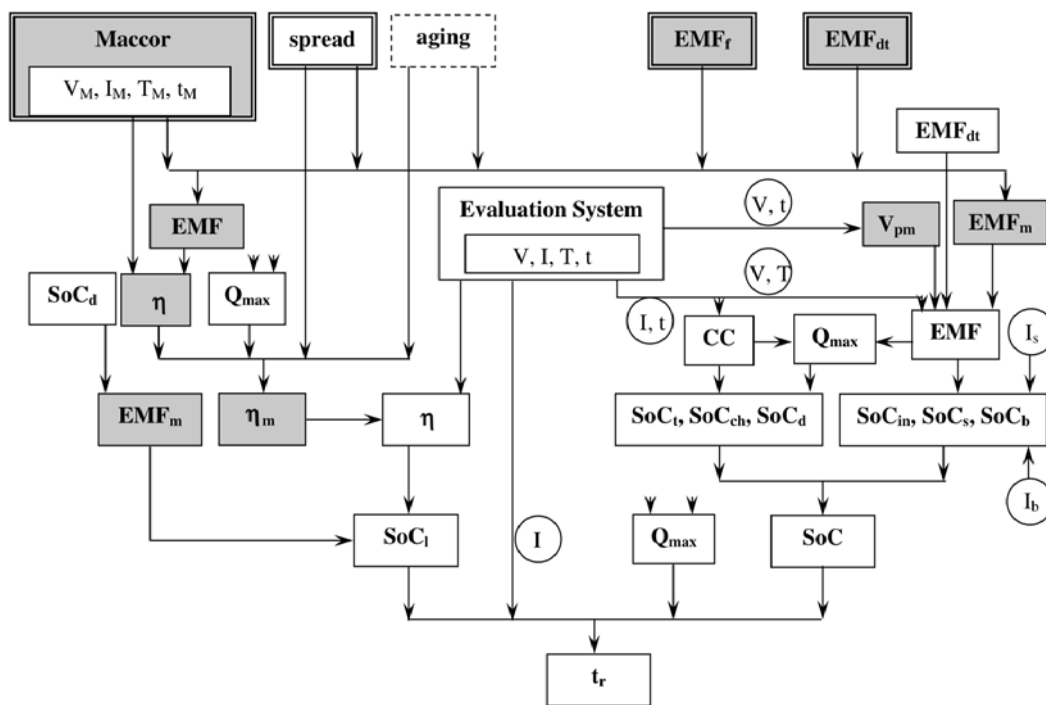 Maccor
V_M, I_M, T_M, t_M
spread
aging
EMF_f
EMF_dt
EMF_dt
Evaluation System
V, I, T, t
V, t
V_pm
EMF_m
EMF
SoC_d
η
Q_max
V, T
I, t
CC
Q_max
EMF
I_s
EMF_m
η_m
η
SoC_t, SoC_ch, SoC_d
SoC_in, SoC_s, SoC_b
I_b
SoC_l
I
Q_max
SoC
t_r